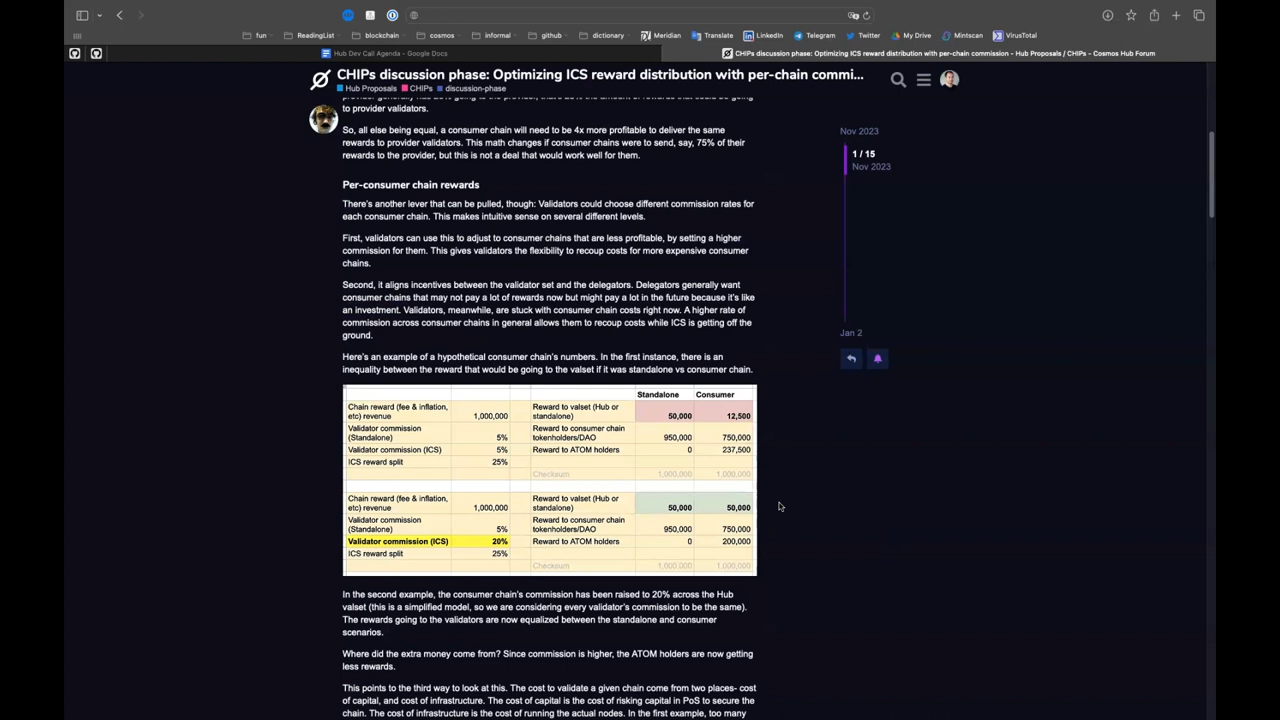 fun
ReadingList
blockchain
cosmos
informal
github
dictionary
Meridian
Translate
LinkedIn
Telegram
Twitter
My Drive
Mintscan
VirusTotal
Hub Dev Call Agenda - Google Docs
CHIPs discussion phase: Optimizing ICS reward distribution with per-chain commission - Hub Proposals / CHIPs - Cosmos Hub Forum
CHIPs discussion phase: Optimizing ICS reward distribution with per-chain commi...
Hub Proposals CHIPs discussion-phase
to provider validators.
So, all else being equal, a consumer chain will need to be 4x more profitable to deliver the same
rewards to provider validators. This math changes if consumer chains were to send, say, 75% of their
rewards to the provider, but this is not a deal that would work well for them.
Nov 2023
1 / 15
Nov 2023
Jan 2
Per-consumer chain rewards
There's another lever that can be pulled, though: Validators could choose different commission rates for
each consumer chain. This makes intuitive sense on several different levels.
First, validators can use this to adjust to consumer chains that are less profitable, by setting a higher
commission for them. This gives validators the flexibility to recoup costs for more expensive consumer
chains.
Second, it aligns incentives between the validator set and the delegators. Delegators generally want
consumer chains that may not pay a lot of rewards now but might pay a lot in the future because it's like
an investment. Validators, meanwhile, are stuck with consumer chain costs right now. A higher rate of
commission across consumer chains in general allows them to recoup costs while ICS is getting off the
ground.
Here's an example of a hypothetical consumer chain's numbers. In the first instance, there is an
inequality between the reward that would be going to the valset if it was standalone vs consumer chain.
Standalone Consumer
Chain reward (fee & inflation, Reward to valset (Hub or
etc) revenue 1,000,000 standalone) 50,000 12,500
Validator commission Reward to consumer chain
(Standalone) 5% tokenholders/DAO 950,000 750,000
Validator commission (ICS) 5% Reward to ATOM holders 0 237,500
ICS reward split 25%
Checksum 1,000,000 1,000,000
Chain reward (fee & inflation, Reward to valset (Hub or
etc) revenue 1,000,000 standalone) 50,000 50,000
Validator commission Reward to consumer chain
(Standalone) 5% tokenholders/DAO 950,000 750,000
Validator commission (ICS) 20% Reward to ATOM holders 0 200,000
ICS reward split 25%
Checksum 1,000,000 1,000,000
In the second example, the consumer chain's commission has been raised to 20% across the Hub
valset (this is a simplified model, so we are considering every validator's commission to be the same).
The rewards going to the validators are now equalized between the standalone and consumer
scenarios.
Where did the extra money come from? Since commission is higher, the ATOM holders are now getting
less rewards.
This points to the third way to look at this. The cost to validate a given chain come from two places- cost
of capital, and cost of infrastructure. The cost of capital is the cost of risking capital in PoS to secure the
chain. The cost of infrastructure is the cost of running the actual nodes. In the first example, too many